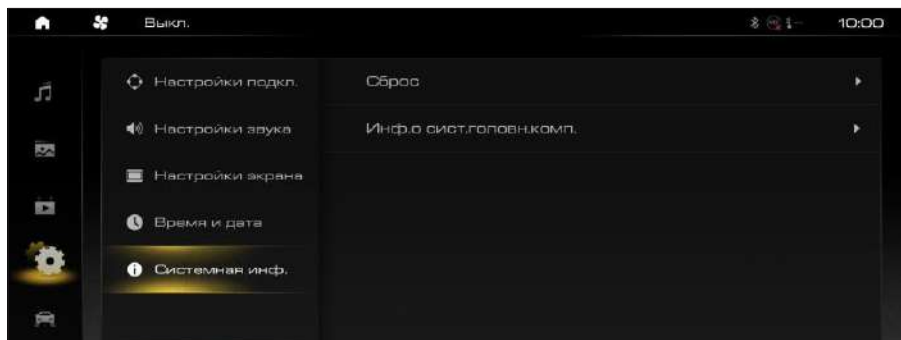 Выкл.
10:00
Настройки подкл.
Сброс
Настройки звука
Инф.о сист.головн.комп.
Настройки экрана
Время и дата
Системная инф.